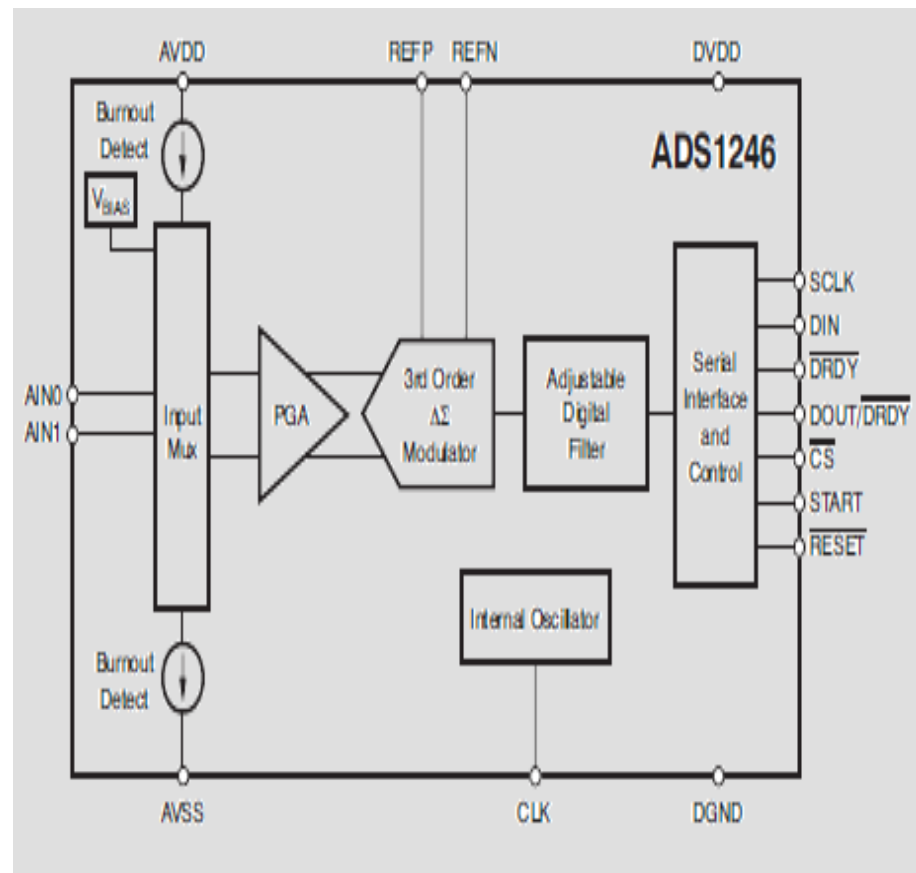 AVDD
REFP
REFN
DVDD
Burnout
Detect
ADS1246
VBIAS
SCLK
DIN
DRDY
DOUT/DRDY
CS
START
RESET
AIN0
AIN1
Input
Mux
PGA
3rd Order
ΔΣ
Modulator
Adjustable
Digital
Filter
Serial
Interface
and
Control
Internal Oscillator
Burnout
Detect
AVSS
CLK
DGND